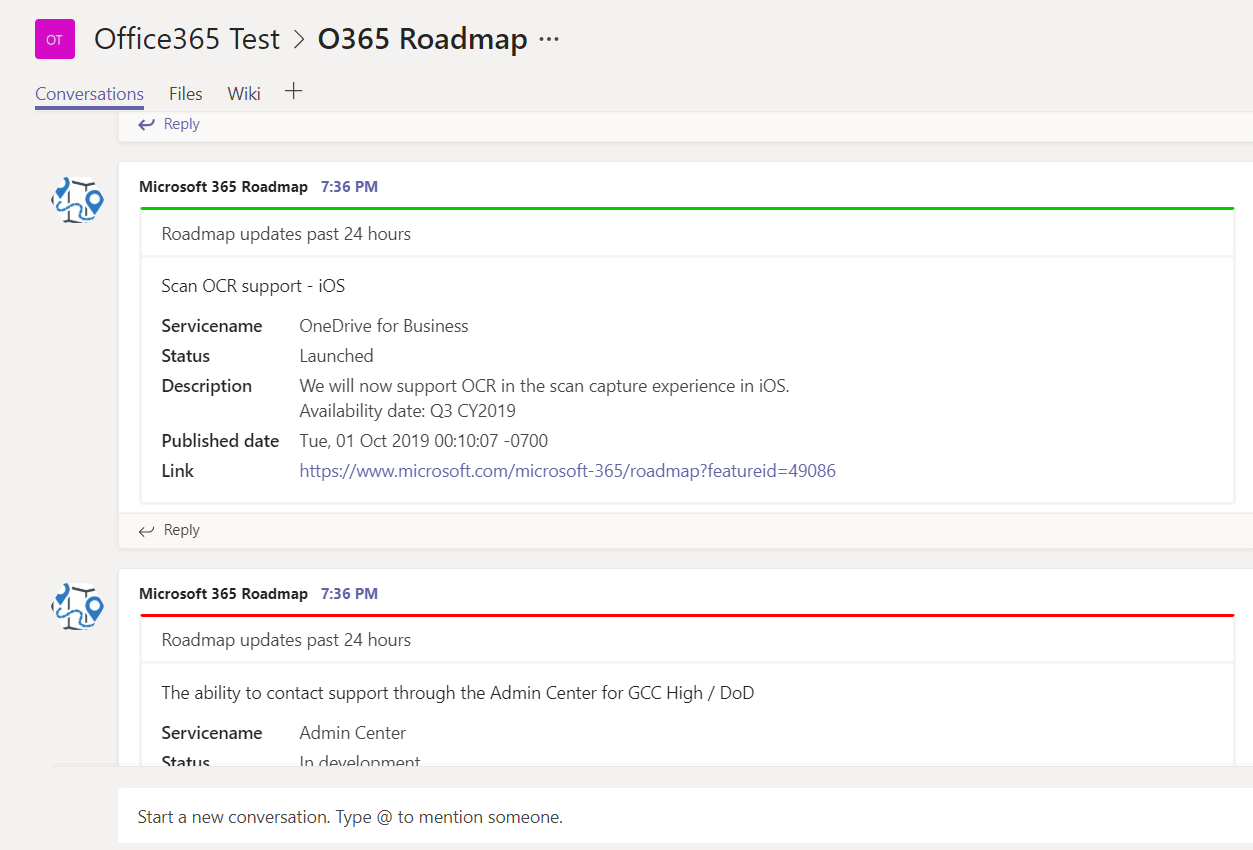 OT
Office365 Test > O365 Roadmap ···
Conversations Files Wiki +
Reply
Microsoft 365 Roadmap 7:36 PM
Roadmap updates past 24 hours
Scan OCR support - iOS
Servicename OneDrive for Business
Status Launched
Description We will now support OCR in the scan capture experience in iOS.
Availability date: Q3 CY2019
Published date Tue, 01 Oct 2019 00:10:07 -0700
Link https://www.microsoft.com/microsoft-365/roadmap?featureid=49086
Reply
Microsoft 365 Roadmap 7:36 PM
Roadmap updates past 24 hours
The ability to contact support through the Admin Center for GCC High / DoD
Servicename Admin Center
Status In development
Start a new conversation. Type @ to mention someone.